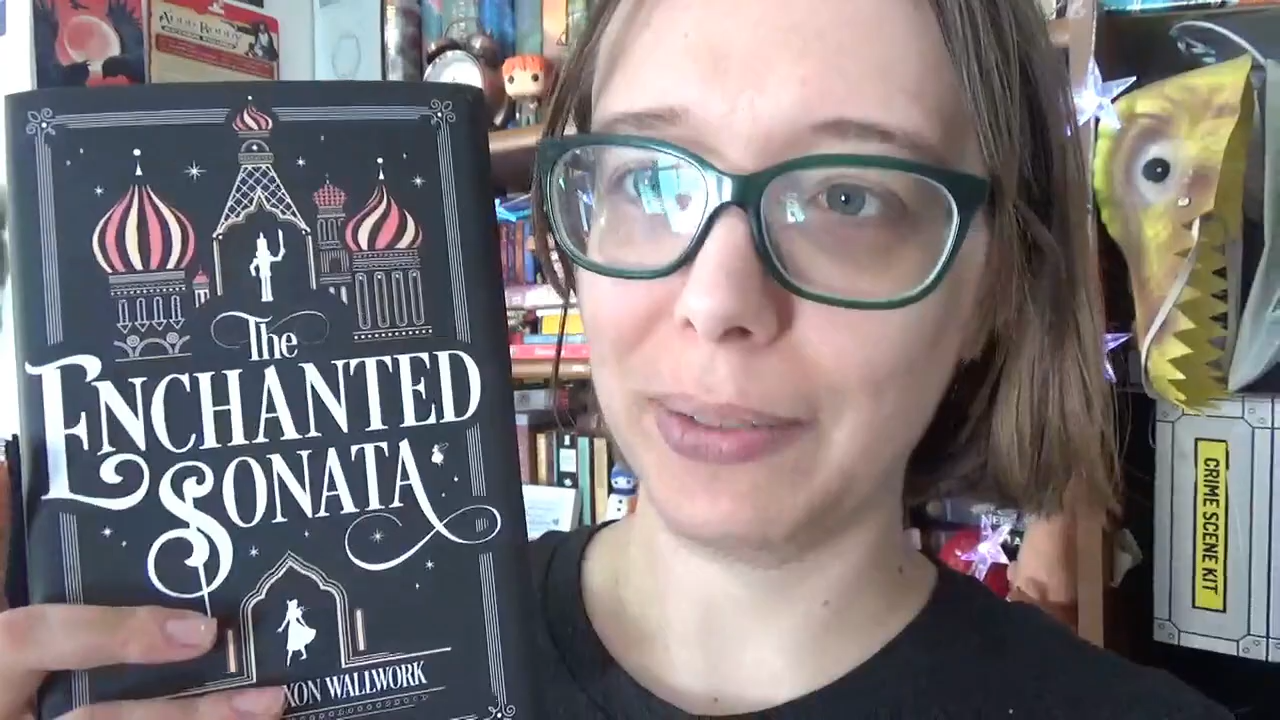 The
ENCHANTED
SONATA
XON WALLWORK
CRIME SCENE KIT